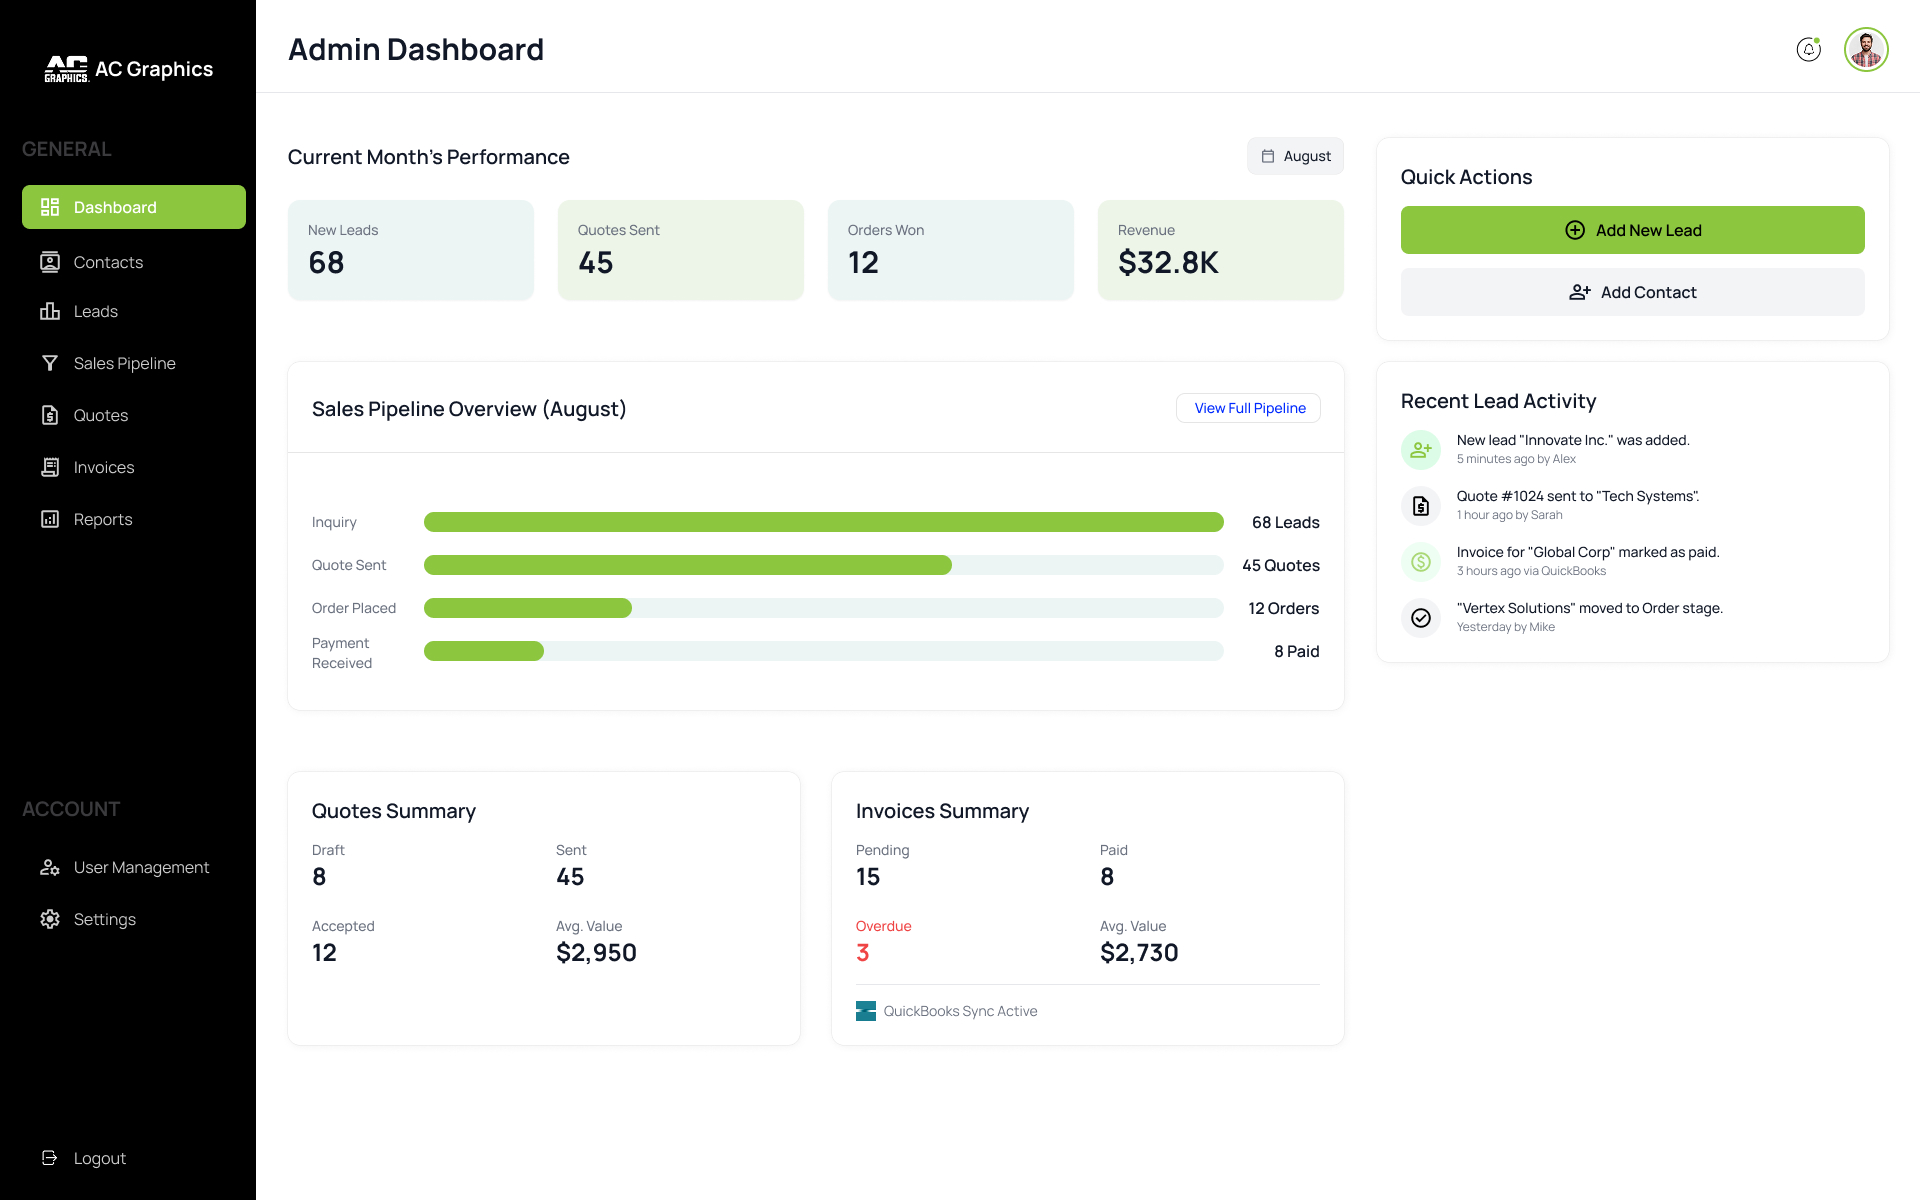 AC GRAPHICS. AC Graphics
GENERAL
Dashboard
Contacts
Leads
Sales Pipeline
Quotes
Invoices
Reports
ACCOUNT
User Management
Settings
Logout
Admin Dashboard
Current Month's Performance
August
New Leads
68
Quotes Sent
45
Orders Won
12
Revenue
$32.8K
Sales Pipeline Overview (August)
View Full Pipeline
Inquiry
68 Leads
Quote Sent
45 Quotes
Order Placed
12 Orders
Payment
Received
8 Paid
Quotes Summary
Draft
8
Sent
45
Accepted
12
Avg. Value
$2,950
Invoices Summary
Pending
15
Paid
8
Overdue
3
Avg. Value
$2,730
QuickBooks Sync Active
Quick Actions
Add New Lead
Add Contact
Recent Lead Activity
New lead "Innovate Inc." was added.
5 minutes ago by Alex
Quote #1024 sent to "Tech Systems".
1 hour ago by Sarah
Invoice for "Global Corp" marked as paid.
3 hours ago via QuickBooks
"Vertex Solutions" moved to Order stage.
Yesterday by Mike